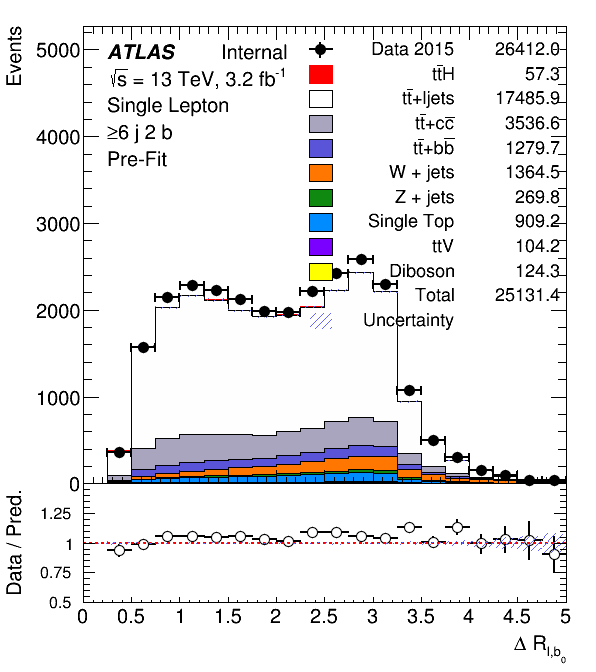 Events
5000
4000
3000
2000
1000
0
ATLAS Internal
√s = 13 TeV, 3.2 fb⁻¹
Single Lepton
≥6 j 2 b
Pre-Fit
Data 2015 26412.0
tt̄H 57.3
tt̄+ljets 17485.9
tt̄+cc̄ 3536.6
tt̄+bb̄ 1279.7
W + jets 1364.5
Z + jets 269.8
Single Top 909.2
ttV 104.2
Diboson 124.3
Total 25131.4
Uncertainty
Data / Pred.
1.25
1
0.75
0.5
0 0.5 1 1.5 2 2.5 3 3.5 4 4.5 5
Δ R_l,b₀